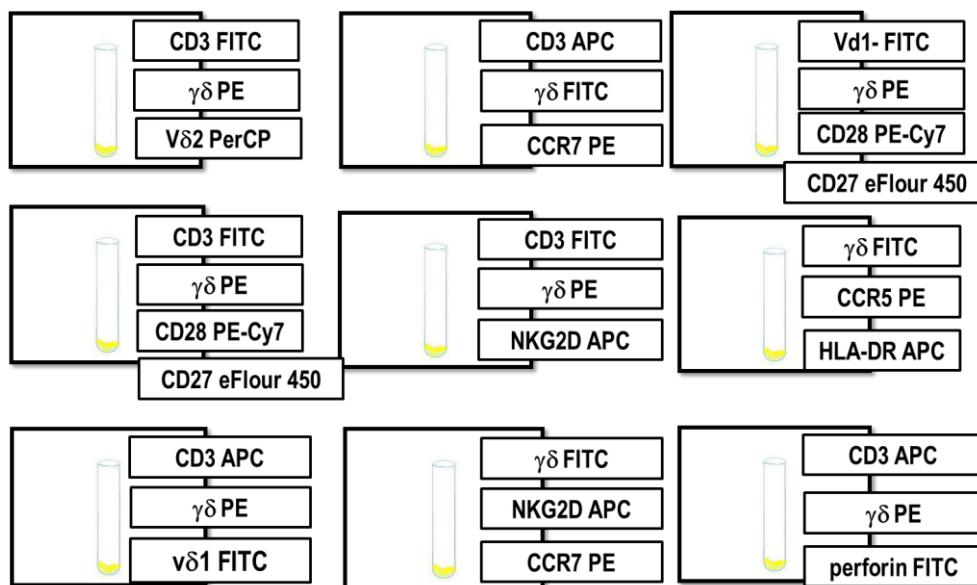 CD3 FITC
γδ PE
Vδ2 PerCP
CD3 APC
γδ FITC
CCR7 PE
Vd1- FITC
γδ PE
CD28 PE-Cy7
CD27 eFlour 450
CD3 FITC
γδ PE
CD28 PE-Cy7
CD27 eFlour 450
CD3 FITC
γδ PE
NKG2D APC
γδ FITC
CCR5 PE
HLA-DR APC
CD3 APC
γδ PE
vδ1 FITC
γδ FITC
NKG2D APC
CCR7 PE
CD3 APC
γδ PE
perforin FITC